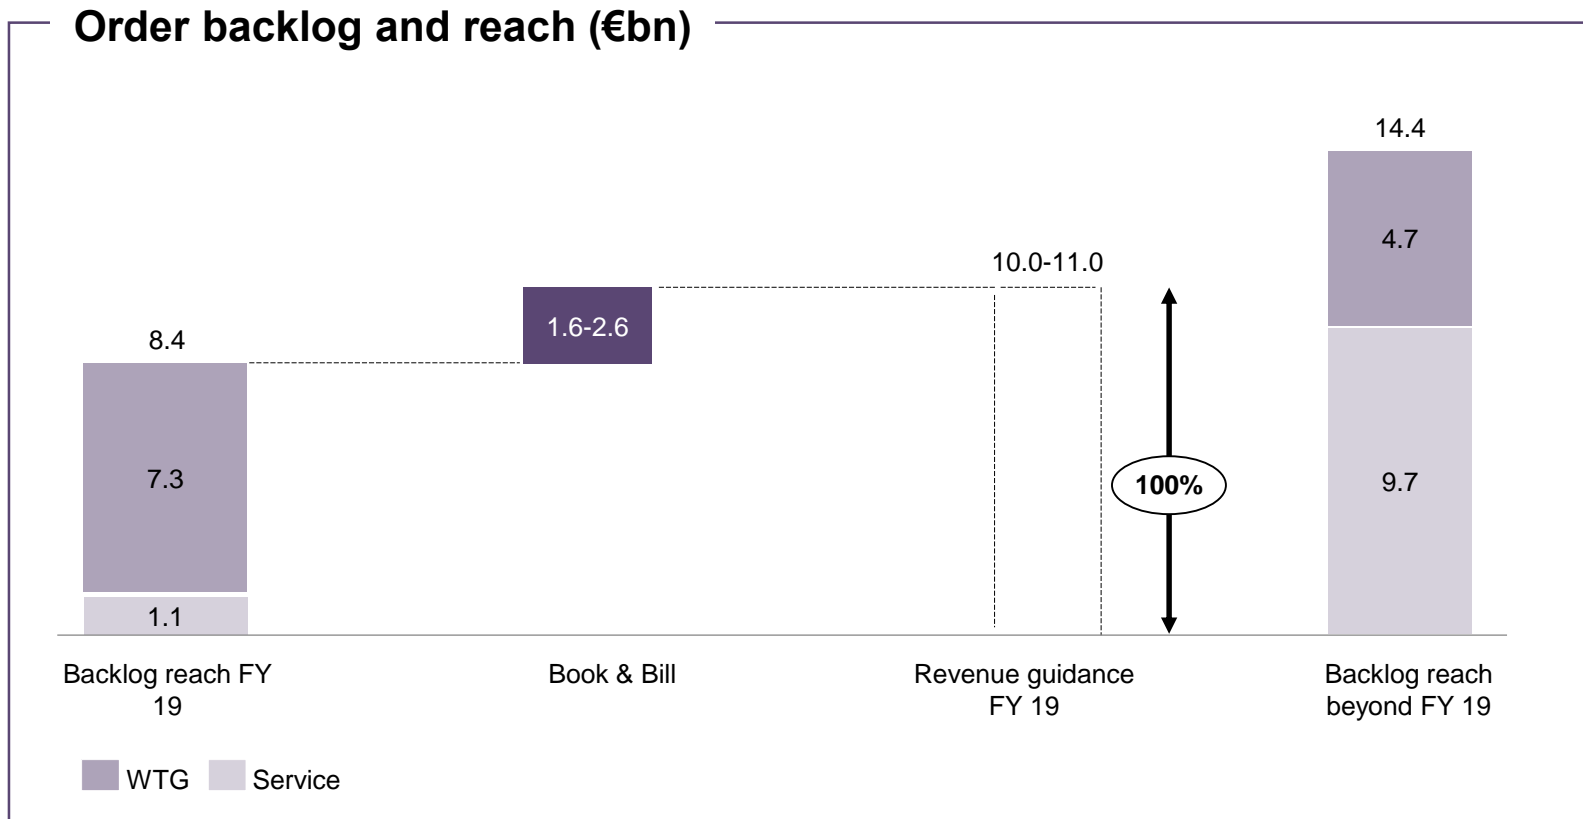 Order backlog and reach (€bn)
14.4
4.7
10.0-11.0
1.6-2.6
8.4
7.3
100%
9.7
1.1
Backlog reach FY
19
Book & Bill
Revenue guidance
FY 19
Backlog reach
beyond FY 19
WTG
Service